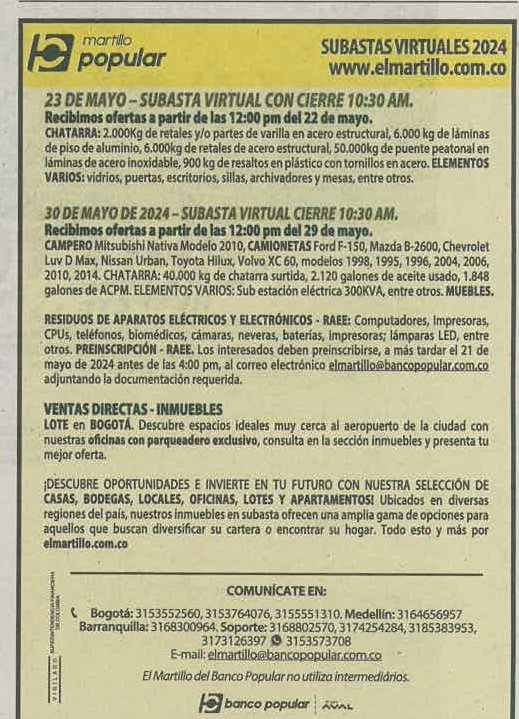 martillo
popular
SUBASTAS VIRTUALES 2024
www.elmartillo.com.co
23 DE MAYO – SUBASTA VIRTUAL CON CIERRE 10:30 AM.
Recibimos ofertas a partir de las 12:00 pm del 22 de mayo.
CHATARRA: 2.000Kg de retales y/o partes de varilla en acero estructural, 6.000 kg de láminas
de piso de aluminio, 6.000kg de retales de acero estructural, 50.000kg de puente peatonal en
láminas de acero inoxidable, 900 kg de resaltos en plástico con tornillos en acero. ELEMENTOS
VARIOS: vidrios, puertas, escritorios, sillas, archivadores y mesas, entre otros.
30 DE MAYO DE 2024 – SUBASTA VIRTUAL CIERRE 10:30 AM.
Recibimos ofertas a partir de las 12:00 pm del 29 de mayo.
CAMPERO Mitsubishi Nativa Modelo 2010, CAMIONETAS Ford F-150, Mazda B-2600, Chevrolet
Luv D Max, Nissan Urban, Toyota Hilux, Volvo XC 60, modelos 1998, 1995, 1996, 2004, 2006,
2010, 2014. CHATARRA: 40.000 kg de chatarra surtida, 2.120 galones de aceite usado, 1.848
galones de ACPM. ELEMENTOS VARIOS: Sub estación eléctrica 300KVA, entre otros. MUEBLES.
RESIDUOS DE APARATOS ELÉCTRICOS Y ELECTRÓNICOS - RAEE: Computadores, Impresoras,
CPUs, teléfonos, biomédicos, cámaras, neveras, baterías, impresoras; lámparas LED, entre
otros. PREINSCRIPCIÓN - RAEE. Los interesados deben preinscribirse, a más tardar el 21 de
mayo de 2024 antes de las 4:00 pm, al correo electrónico elmartillo@bancopopular.com.co
adjuntando la documentación requerida.
VENTAS DIRECTAS - INMUEBLES
LOTE en BOGOTÁ. Descubre espacios ideales muy cerca al aeropuerto de la ciudad con
nuestras oficinas con parqueadero exclusivo, consulta en la sección inmuebles y presenta tu
mejor oferta.
¡DESCUBRE OPORTUNIDADES E INVIERTE EN TU FUTURO CON NUESTRA SELECCIÓN DE
CASAS, BODEGAS, LOCALES, OFICINAS, LOTES Y APARTAMENTOS! Ubicados en diversas
regiones del país, nuestros inmuebles en subasta ofrecen una amplia gama de opciones para
aquellos que buscan diversificar su cartera o encontrar su hogar. Todo esto y más por
elmartillo.com.co
COMUNÍCATE EN:
Bogotá: 3153552560, 3153764076, 3155551310. Medellín: 3164656957
Barranquilla: 3168300964. Soporte: 3168802570, 3174254284, 3185383953,
3173126397 3153573708
E-mail: elmartillo@bancopopular.com.co
El Martillo del Banco Popular no utiliza intermediários.
banco popular
AVAL
VIGILADO SUPERINTENDENCIA FINANCIERA
DE COLOMBIA